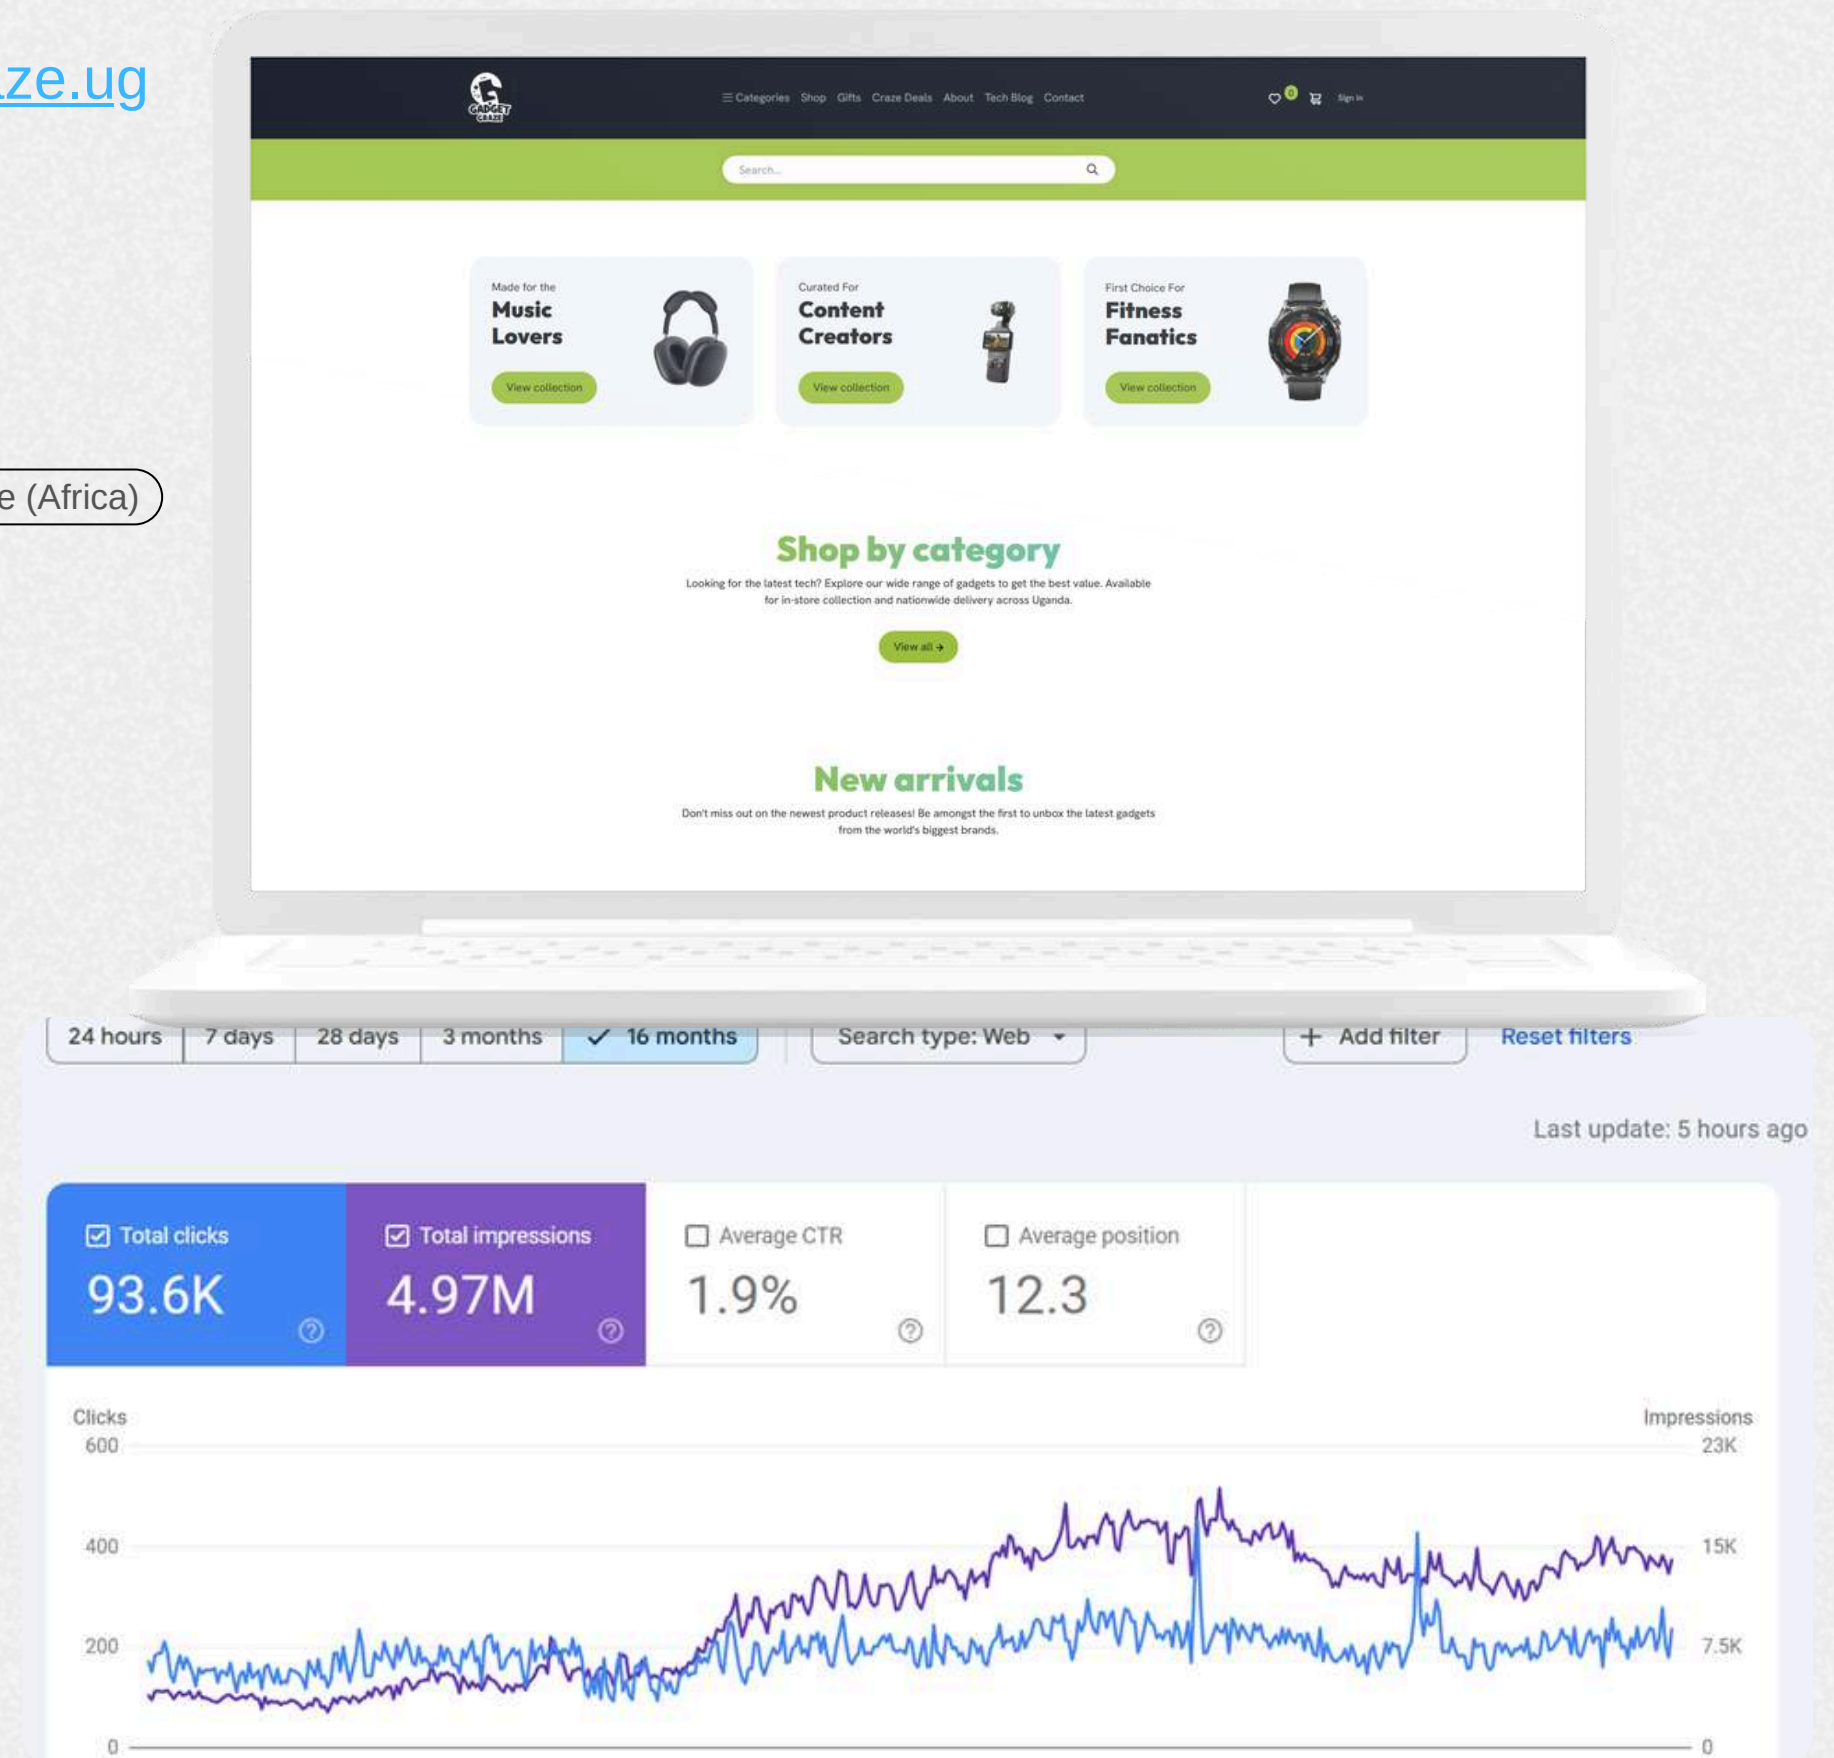 aze.ug
e (Africa)
GADGET
CRAZE
Categories Shop Gifts Craze Deals About Tech Blog Contact
0
Sign In
Search...
Made for the
Music
Lovers
View collection
Curated For
Content
Creators
View collection
First Choice For
Fitness
Fanatics
View collection
Shop by category
Looking for the latest tech? Explore our wide range of gadgets to get the best value. Available
for in-store collection and nationwide delivery across Uganda.
View all →
New arrivals
Don't miss out on the newest product releases! Be amongst the first to unbox the latest gadgets
from the world's biggest brands.
24 hours 7 days 28 days 3 months 16 months Search type: Web + Add filter Reset filters
Last update: 5 hours ago
Total clicks
93.6K
Total impressions
4.97M
Average CTR
1.9%
Average position
12.3
Clicks Impressions
600 23K
400 15K
200 7.5K
0 0